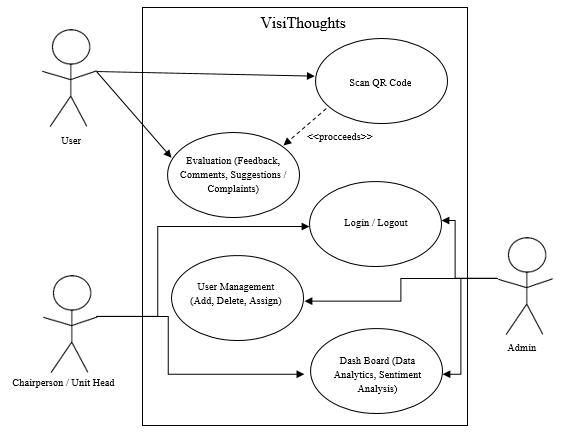 VisiThoughts
Scan QR Code
User
<<procceeds>>
Evaluation (Feedback,
Comments, Suggestions /
Complaints)
Login / Logout
User Management
(Add, Delete, Assign)
Admin
Dash Board (Data
Analytics, Sentiment
Analysis)
Chairperson / Unit Head